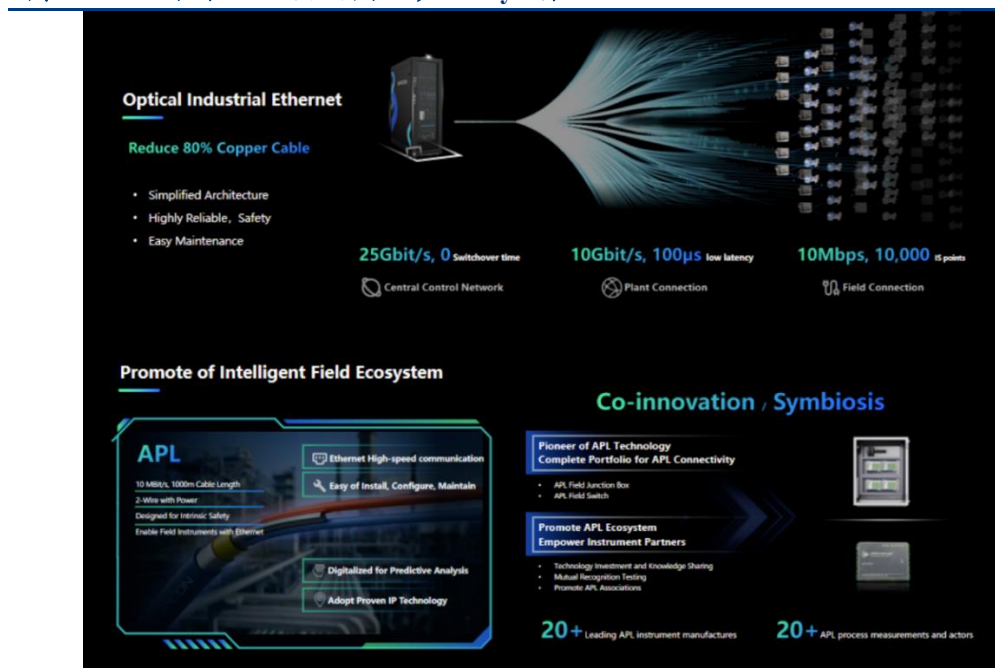 Optical Industrial Ethernet
Reduce 80% Copper Cable
• Simplified Architecture
• Highly Reliable, Safety
• Easy Maintenance
25Gbit/s, 0 Switchover time
Central Control Network
10Gbit/s, 100μs low latency
Plant Connection
10Mbps, 10,000 IS points
Field Connection
Promote of Intelligent Field Ecosystem
APL
10 MBit/s, 1000m Cable Length
2-Wire with Power
Designed for Intrinsic Safety
Enable Field Instruments with Ethernet
Ethernet High-speed communication
Easy of Install, Configure, Maintain
Digitalized for Predictive Analysis
Adopt Proven IP Technology
Co-innovation / Symbiosis
Pioneer of APL Technology
Complete Portfolio for APL Connectivity
• APL Field Junction Box
• APL Field Switch
Promote APL Ecosystem
Empower Instrument Partners
• Technology Investment and Knowledge Sharing
• Mutual Recognition Testing
• Promote APL Associations
20+ Leading APL instrument manufactures
20+ APL process measurements and actors